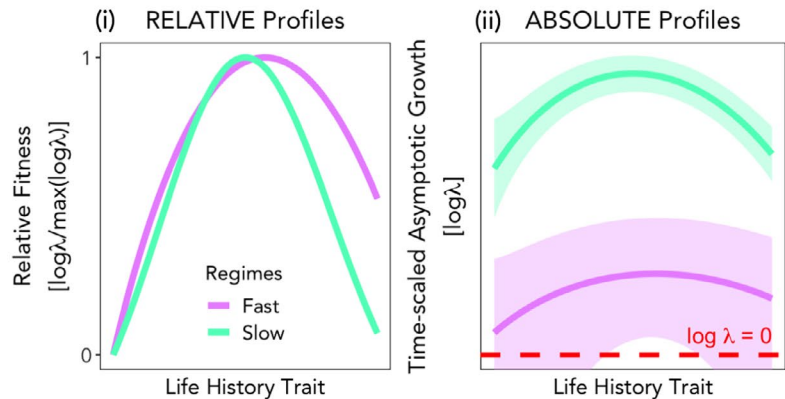 (i) RELATIVE Profiles
Relative Fitness
[logλ/max(logλ)]
1
0
Regimes
Fast
Slow
Life History Trait
(ii) ABSOLUTE Profiles
Time-scaled Asymptotic Growth
[logλ]
log λ = 0
Life History Trait